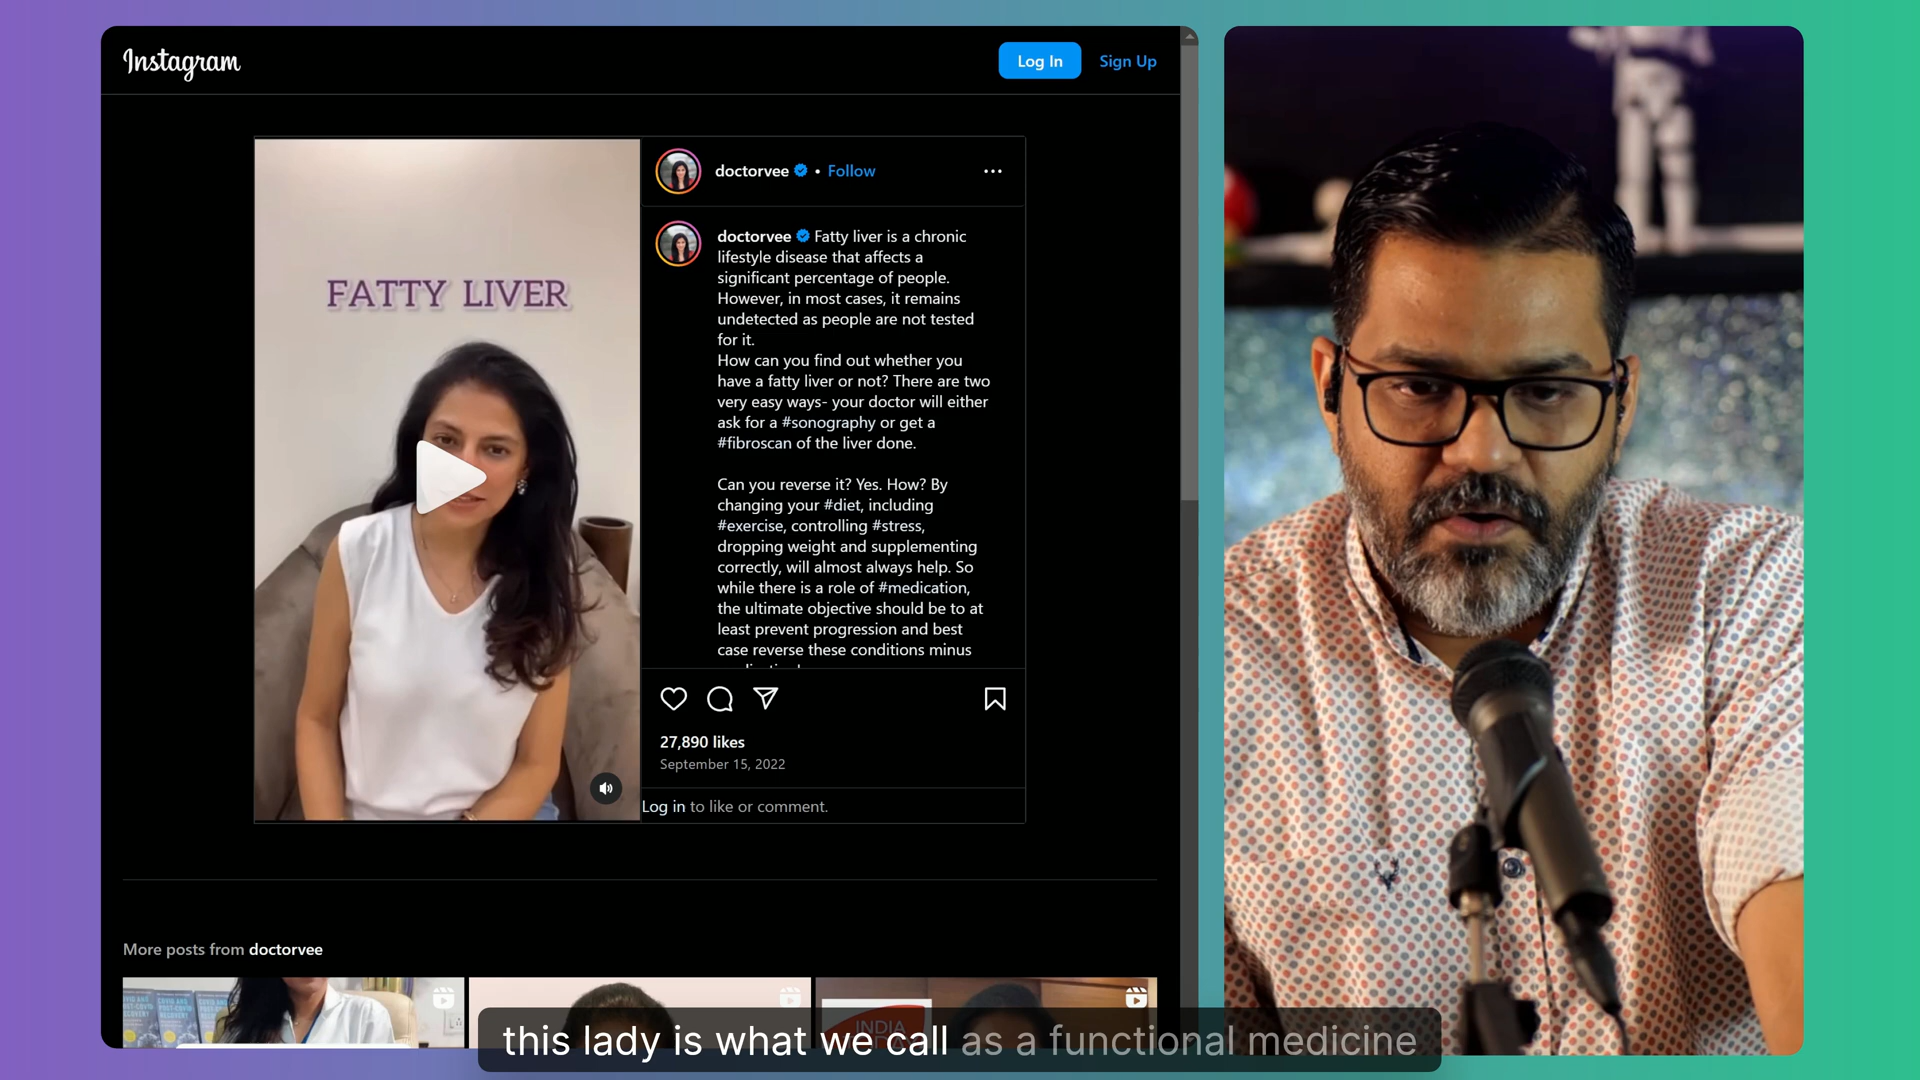 Instagram
Log In
Sign Up
FATTY LIVER
doctorvee • Follow
doctorvee Fatty liver is a chronic
lifestyle disease that affects a
significant percentage of people.
However, in most cases, it remains
undetected as people are not tested
for it.
How can you find out whether you
have a fatty liver or not? There are two
very easy ways- your doctor will either
ask for a #sonography or get a
#fibroscan of the liver done.
Can you reverse it? Yes. How? By
changing your #diet, including
#exercise, controlling #stress,
dropping weight and supplementing
correctly, will almost always help. So
while there is a role of #medication,
the ultimate objective should be to at
least prevent progression and best
case reverse these conditions minus
27,890 likes
September 15, 2022
Log in to like or comment.
More posts from doctorvee
INDIA
this lady is what we call as a functional medicine